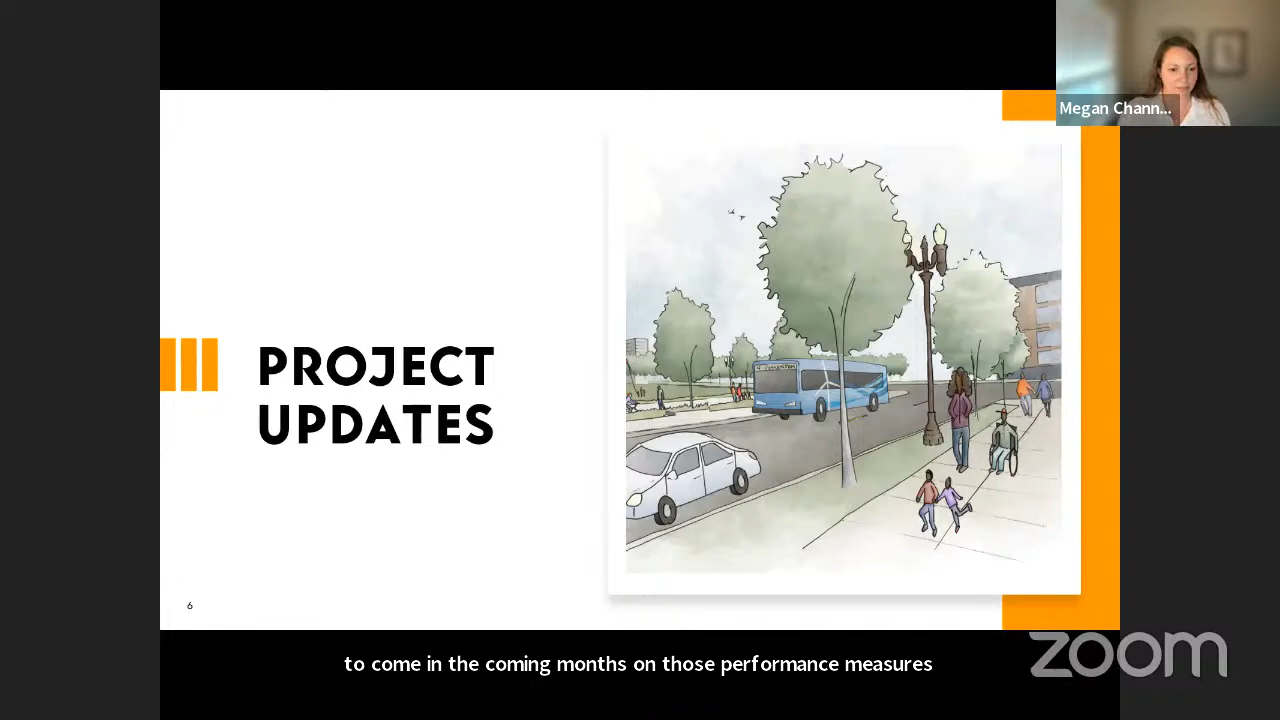 Megan Chann...
PROJECT
UPDATES
6
to come in the coming months on those performance measures
zoom